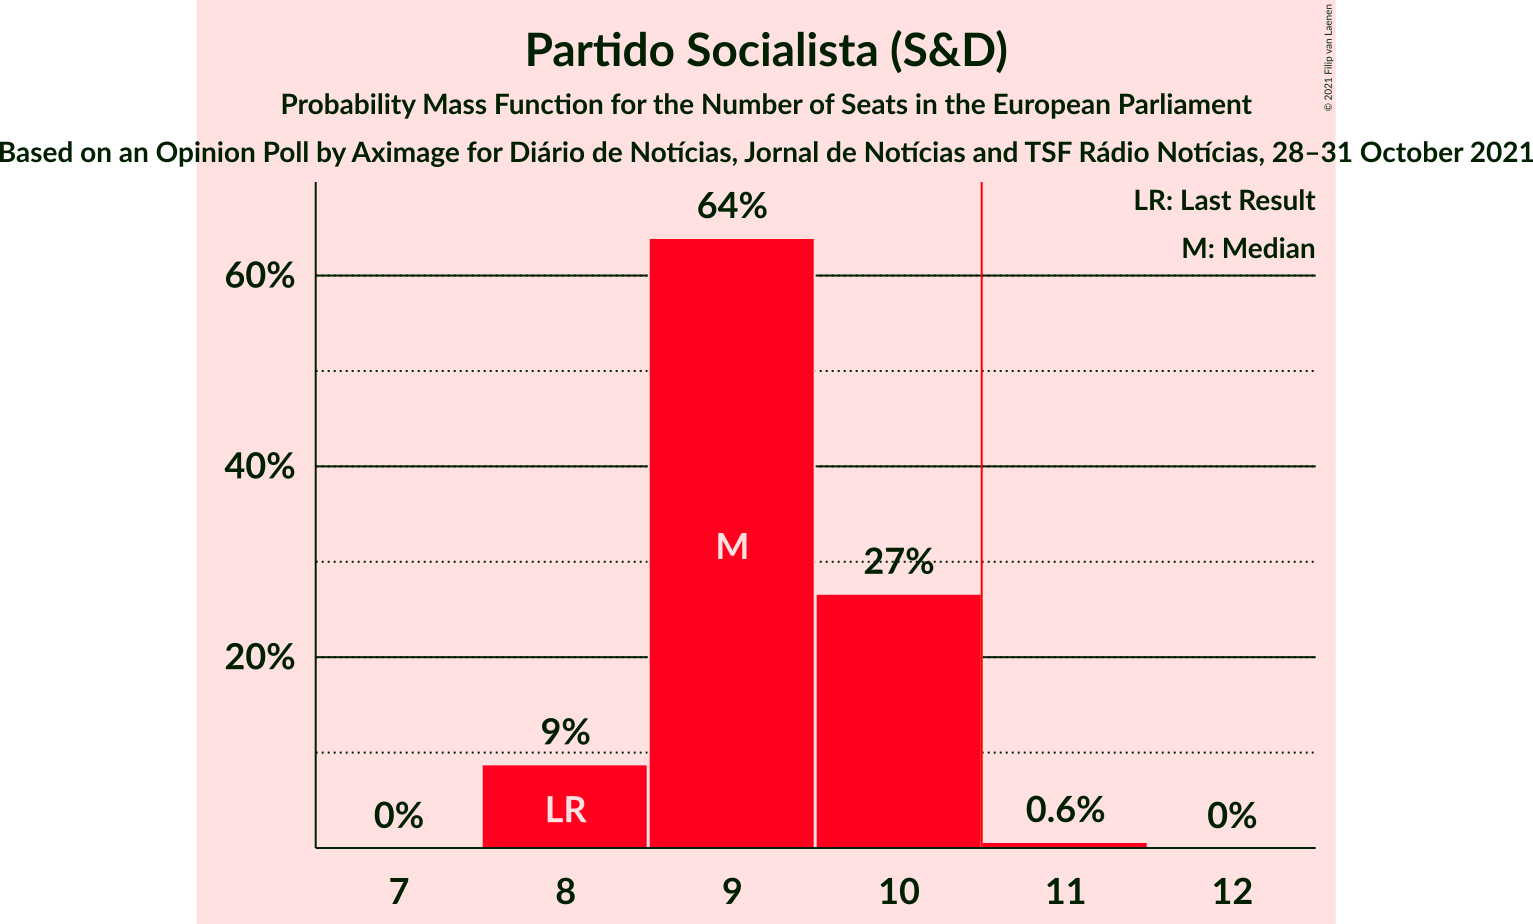 Partido Socialista (S&D)
Probability Mass Function for the Number of Seats in the European Parliament
Based on an Opinion Poll by Aximage for Diário de Notícias, Jornal de Notícias and TSF Rádio Notícias, 28–31 October 2021
© 2021 Filip van Laenen
LR: Last Result
M: Median
64%
60%
40%
M
27%
20%
9%
LR
0%
0.6%
0%
7 8 9 10 11 12